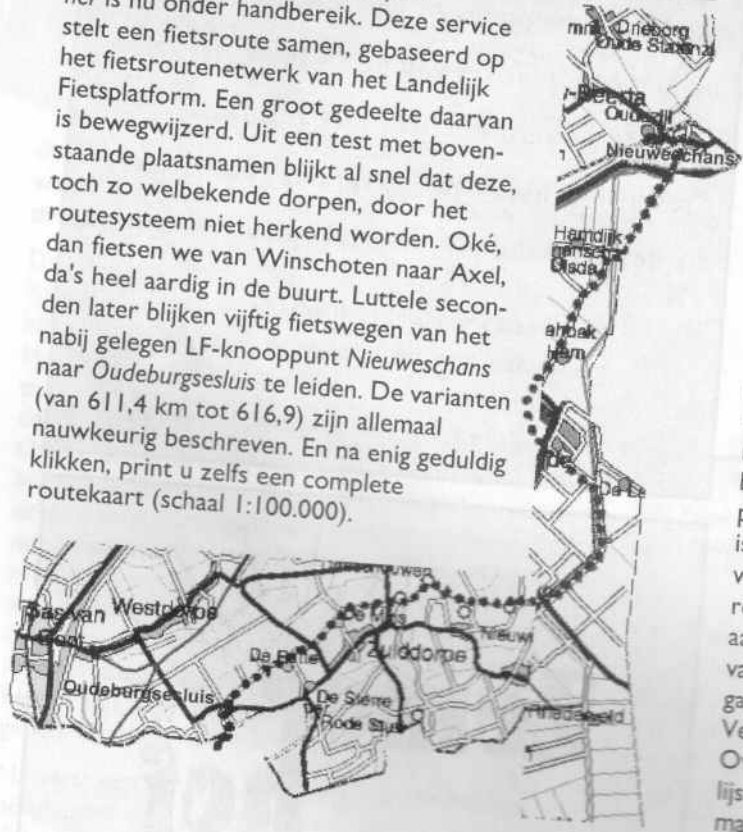 is nu onder handbereik. Deze service
stelt een fietsroute samen, gebaseerd op
het fietsroutenetwerk van het Landelijk
Fietsplatform. Een groot gedeelte daarvan
is bewegwijzerd. Uit een test met boven-
staande plaatsnamen blijkt al snel dat deze,
toch zo welbekende dorpen, door het
routesysteem niet herkend worden. Oké,
dan fietsen we van Winschoten naar Axel,
da's heel aardig in de buurt. Luttele secon-
den later blijken vijftig fietswegen van het
nabij gelegen LF-knooppunt Nieuweschans
naar Oudeburgsesluis te leiden. De varianten
(van 611,4 km tot 616,9) zijn allemaal
nauwkeurig beschreven. En na enig geduldig
klikken, print u zelfs een complete
routekaart (schaal 1:100.000).
Drieborg
Oude
Nieuweschans
Hamdijk
Ham
De Le
Sas van
Westdorpe
Zuiddorpe
Nieuw
De Ratte
Oudeburgsesluis
De Sterre
Rode Sluis